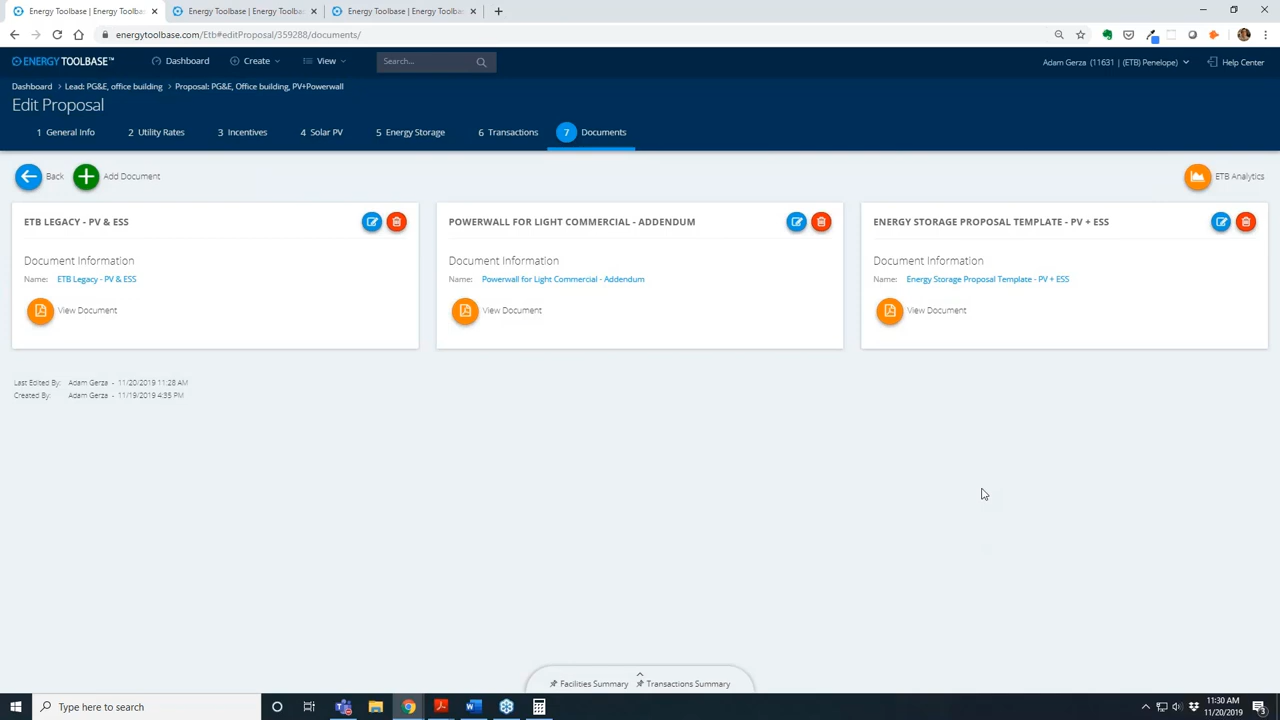 Energy Toolbase | Energy Toolbas
Energy Toolbase | Energy Toolba
Energy Toolbase | Energy Toolbas
energytoolbase.com/Etb#editProposal/359288/documents/
ENERGY TOOLBASE™
Dashboard
Create
View
Search...
Adam Gerza (11631 | (ETB) Penelope)
Help Center
Dashboard > Lead: PG&E, office building > Proposal: PG&E, Office building, PV+Powerwall
Edit Proposal
1 General Info
2 Utility Rates
3 Incentives
4 Solar PV
5 Energy Storage
6 Transactions
7 Documents
Back
Add Document
ETB Analytics
ETB LEGACY - PV & ESS
Document Information
Name: ETB Legacy - PV & ESS
View Document
POWERWALL FOR LIGHT COMMERCIAL - ADDENDUM
Document Information
Name: Powerwall for Light Commercial - Addendum
View Document
ENERGY STORAGE PROPOSAL TEMPLATE - PV + ESS
Document Information
Name: Energy Storage Proposal Template - PV + ESS
View Document
Last Edited By: Adam Gerza - 11/20/2019 11:28 AM
Created By: Adam Gerza - 11/19/2019 4:35 PM
Facilities Summary
Transactions Summary
Type here to search
11:30 AM
11/20/2019